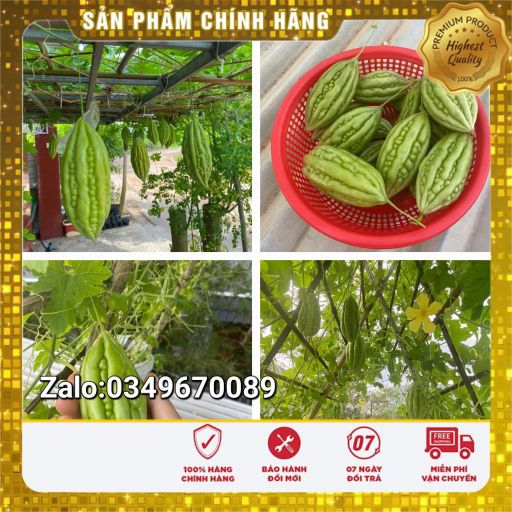 SẢN PHẨM CHÍNH HÃNG
PREMIUM PRODUCT
Highest
Quality
100%
Zalo:0349670089
100% HÀNG
CHÍNH HÃNG
BẢO HÀNH
ĐỔI MỚI
07
07 NGÀY
ĐỔI TRẢ
FREE
MIỄN PHÍ
VẬN CHUYỂN